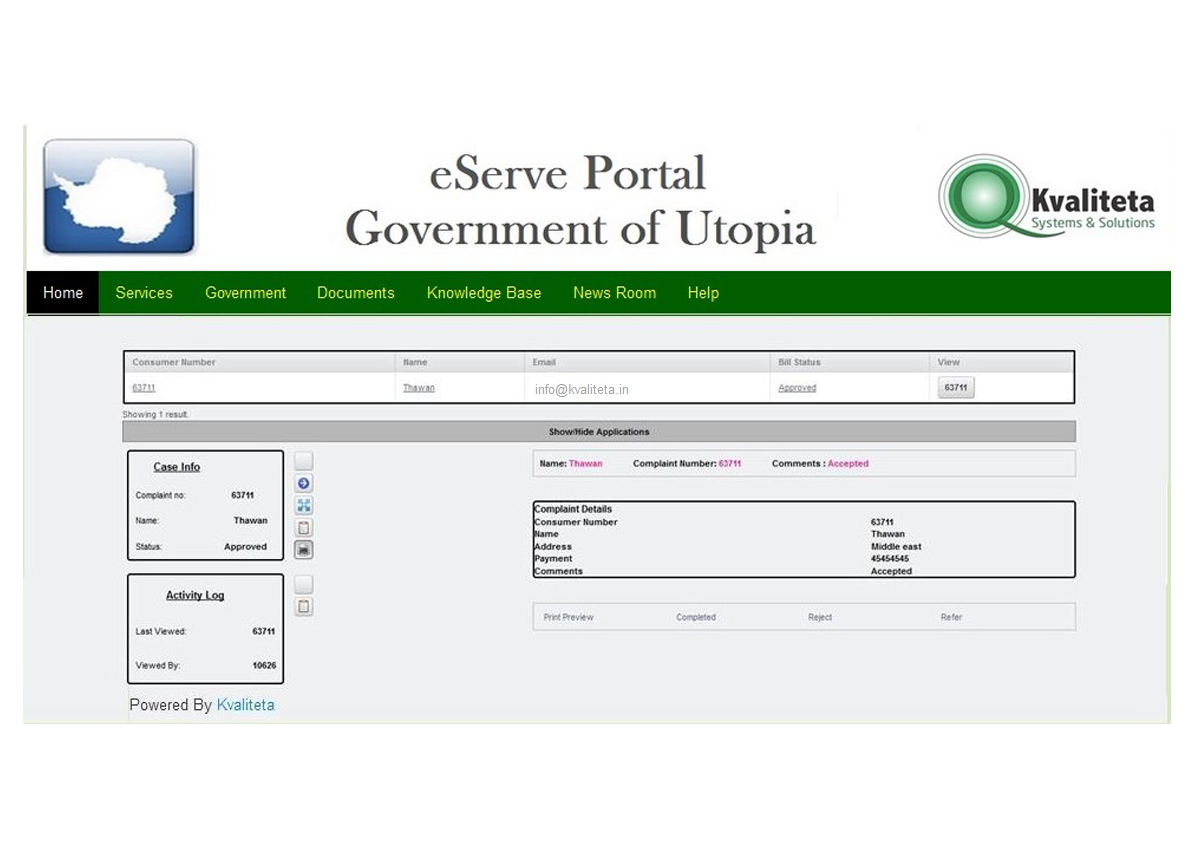 eServe Portal
Government of Utopia
Kvaliteta
Systems & Solutions
Home Services Government Documents Knowledge Base News Room Help
Consumer Number Name Email Bill Status View
63711 Thawan info@kvaliteta.in Approved 63711
Showing 1 result.
Show/Hide Applications
Case Info
Complaint no: 63711
Name: Thawan
Status: Approved
Activity Log
Last Viewed: 63711
Viewed By: 10626
Name: Thawan Complaint Number: 63711 Comments : Accepted
Complaint Details
Consumer Number 63711
Name Thawan
Address Middle east
Payment 45454545
Comments Accepted
Print Preview Completed Reject Refer
Powered By Kvaliteta